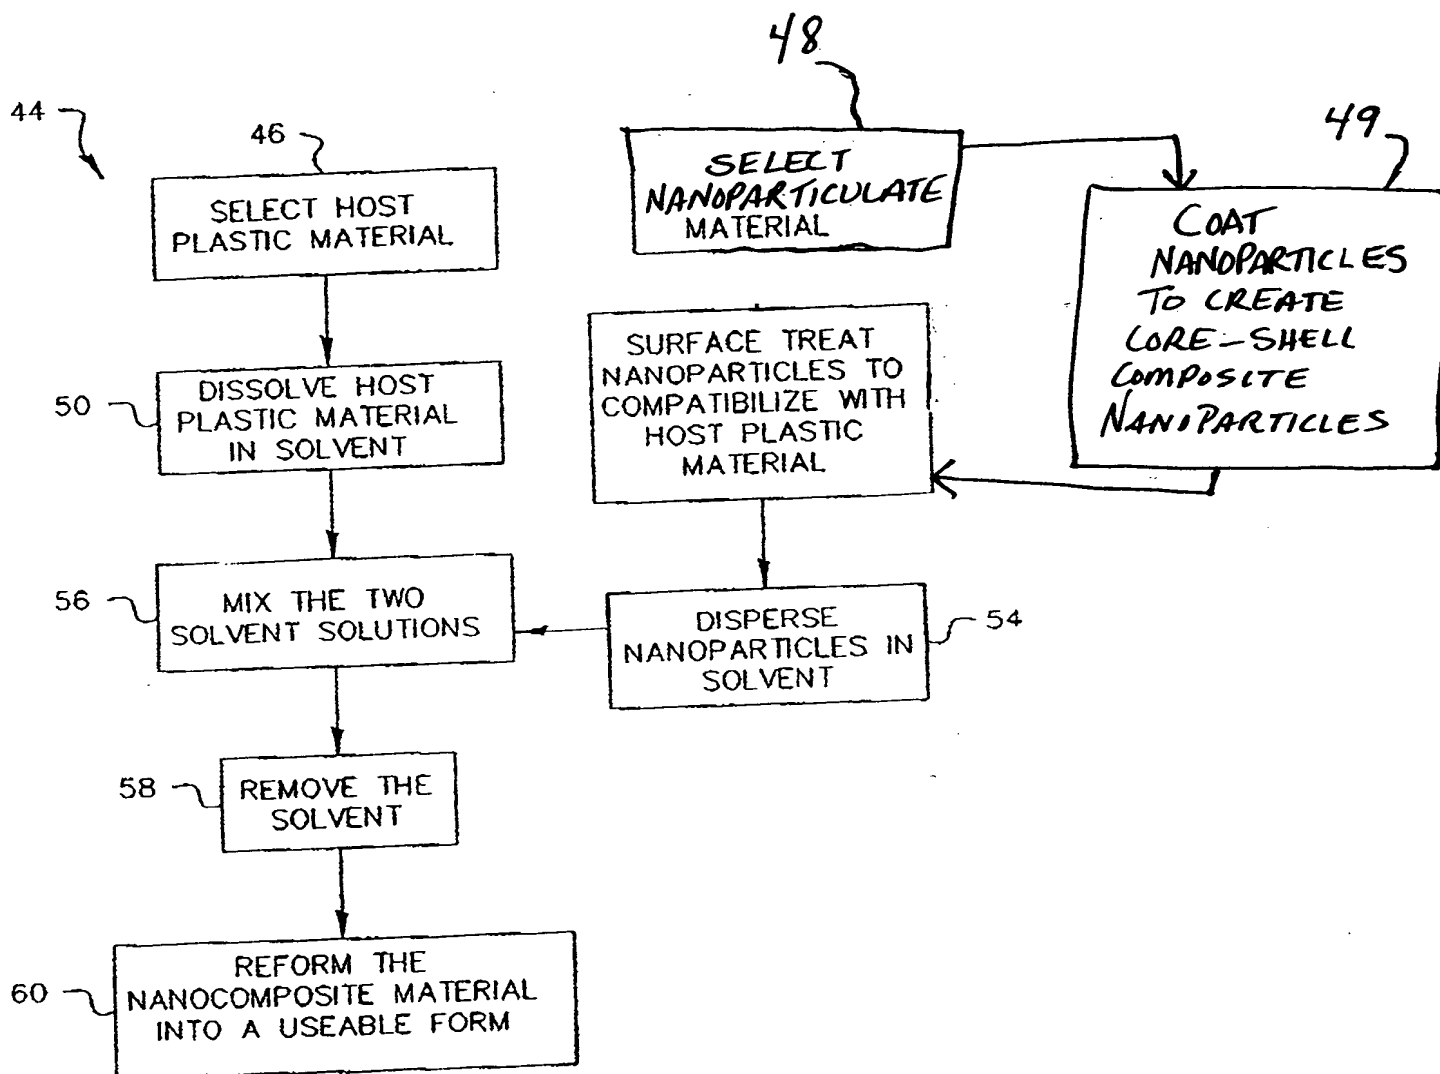 48
44
46
49
SELECT HOST
PLASTIC MATERIAL
SELECT
NANOPARTICULATE
MATERIAL
COAT
NANOPARTICLES
TO CREATE
CORE-SHELL
COMPOSITE
NANOPARTICLES
50
DISSOLVE HOST
PLASTIC MATERIAL
IN SOLVENT
SURFACE TREAT
NANOPARTICLES TO
COMPATIBILIZE WITH
HOST PLASTIC
MATERIAL
56
MIX THE TWO
SOLVENT SOLUTIONS
DISPERSE
NANOPARTICLES IN
SOLVENT
54
58
REMOVE THE
SOLVENT
60
REFORM THE
NANOCOMPOSITE MATERIAL
INTO A USEABLE FORM